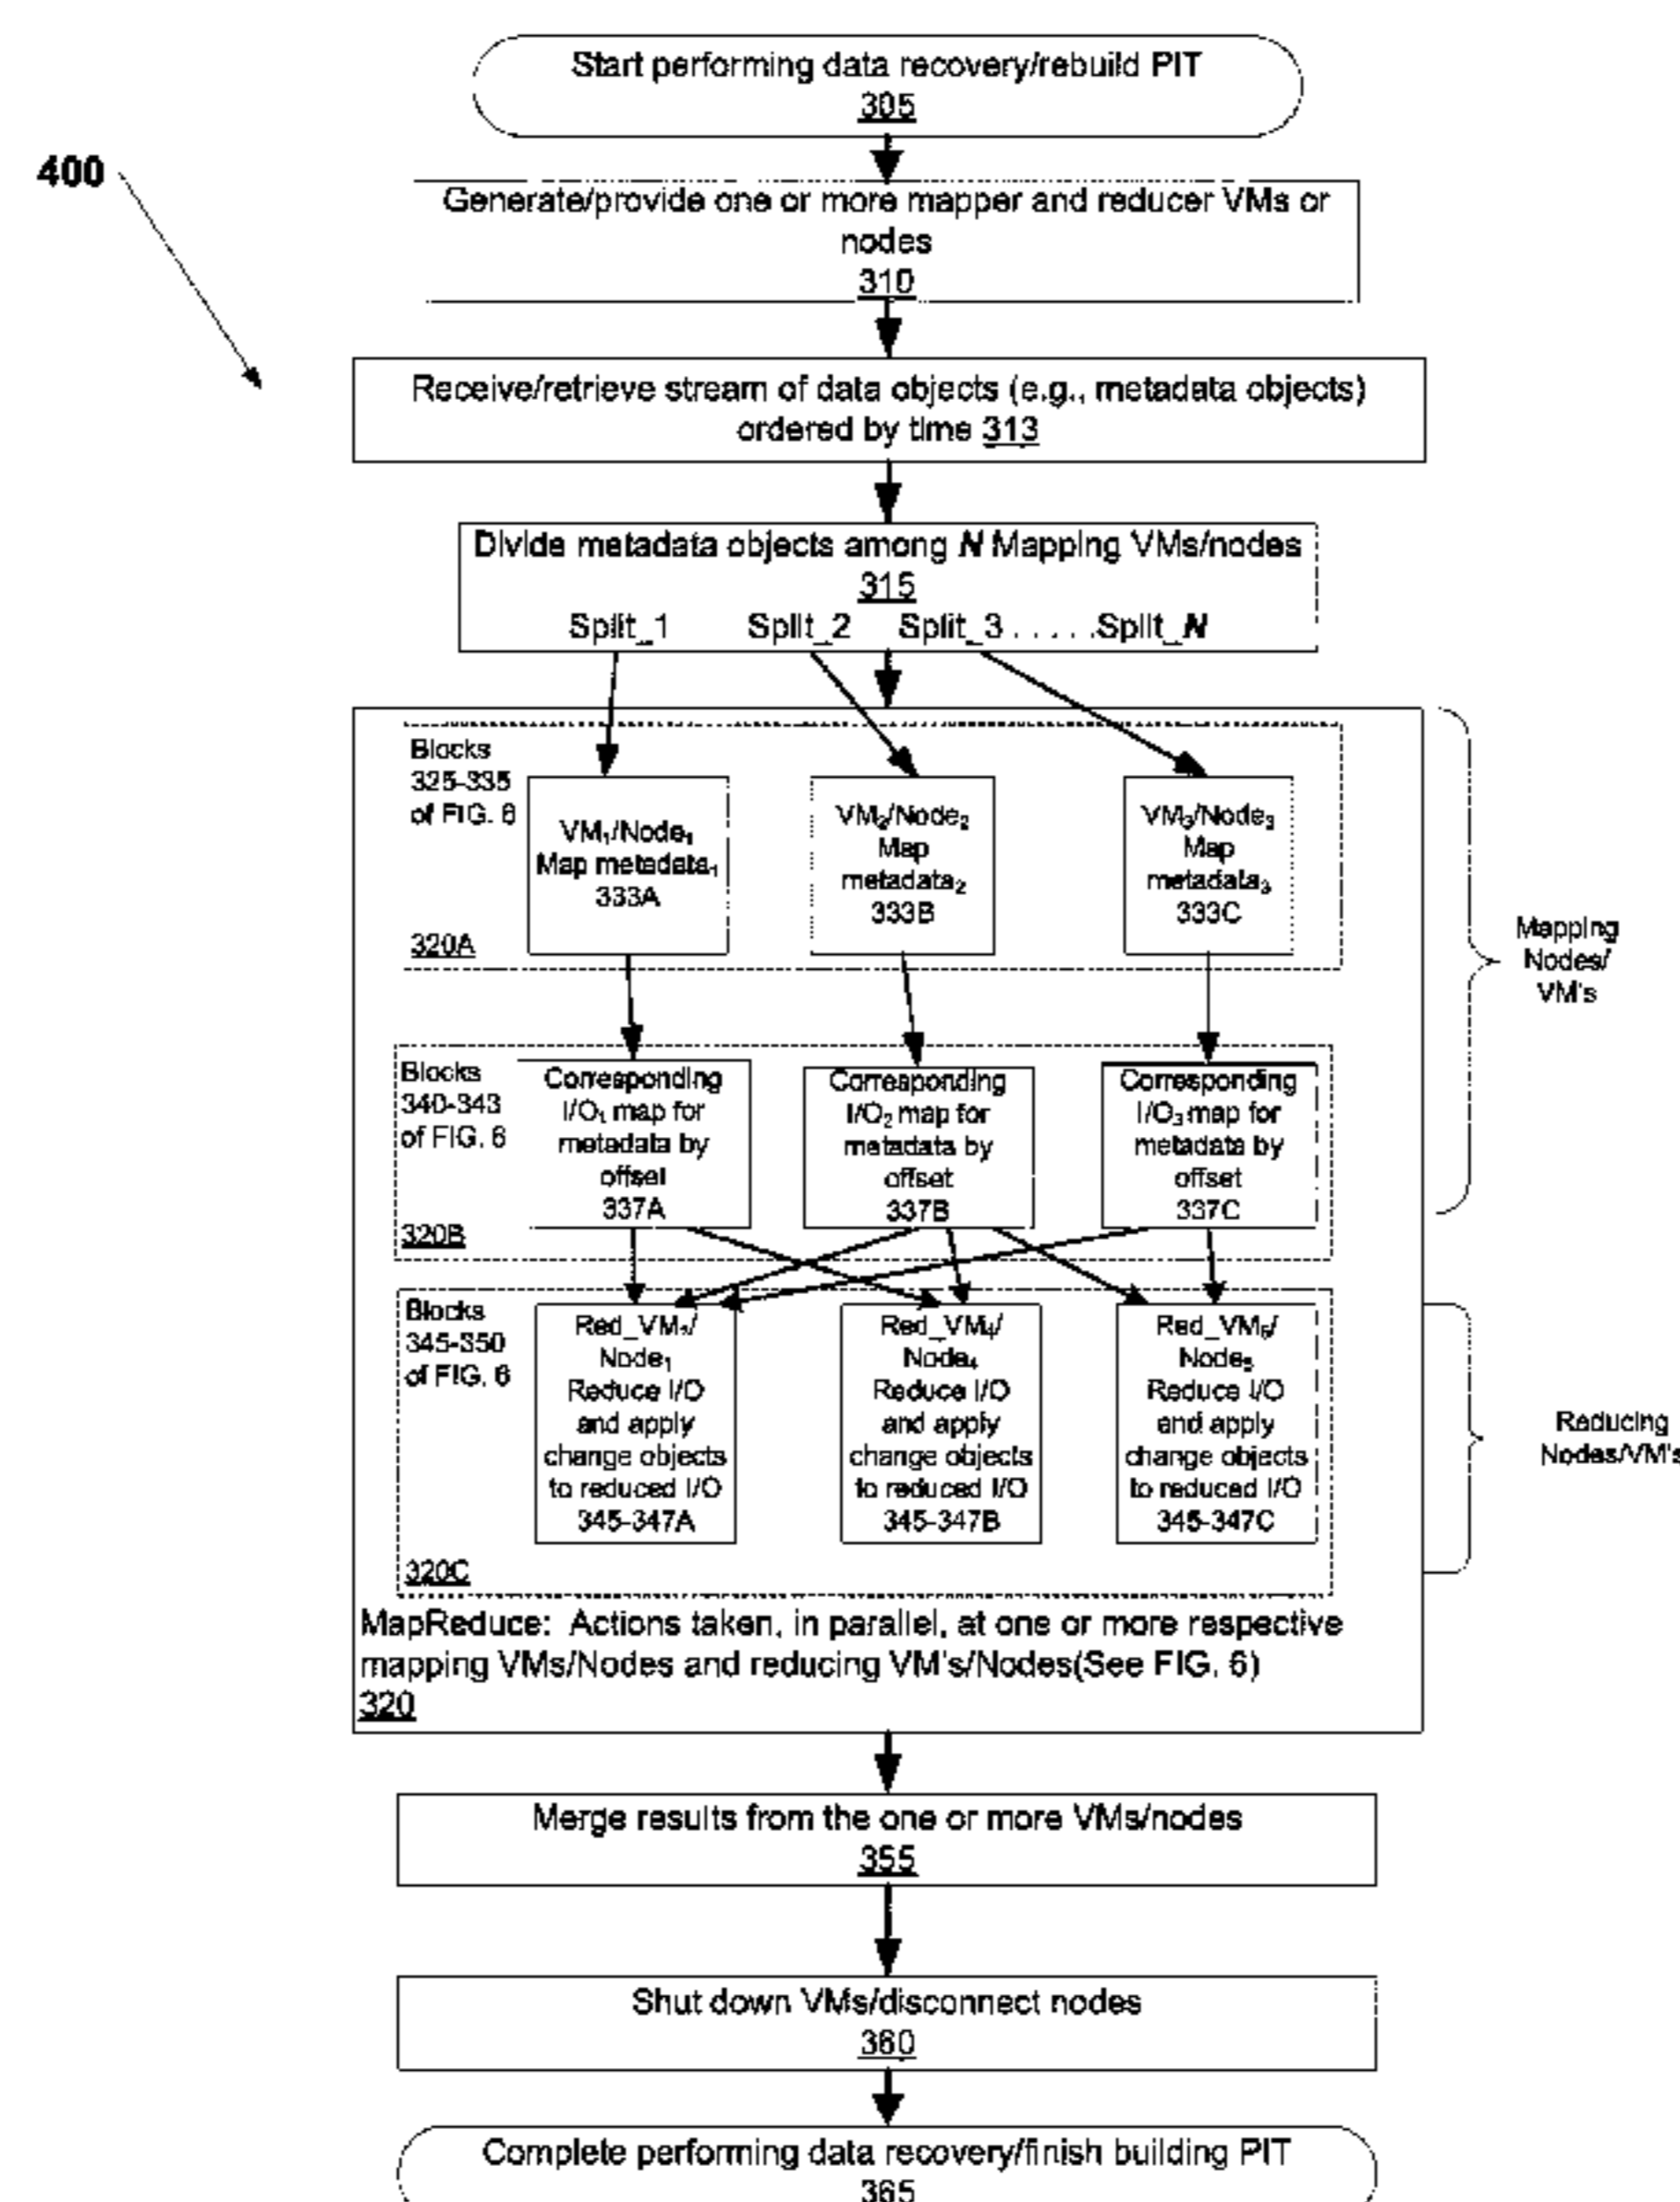 Start performing data recovery/rebuild PIT
305
400
Generate/provide one or more mapper and reducer VMs or
nodes
310
Receive/retrieve stream of data objects (e.g., metadata objects)
ordered by time 313
Divide metadata objects among N Mapping VMs/nodes
315
Split_1 Split_2 Split_3 . . . . .Split_N
Blocks
325-335
of FIG. 6
320A
VM₁/Node₁
Map metadata₁
333A
VM₂/Node₂
Map
metadata₂
333B
VM₃/Node₃
Map
metadata₃
333C
Mapping
Nodes/
VM's
Blocks
340-343
of FIG. 6
320B
Corresponding
I/O₁ map for
metadata by
offset
337A
Corresponding
I/O₂ map for
metadata by
offset
337B
Corresponding
I/O₃ map for
metadata by
offset
337C
Blocks
345-350
of FIG. 6
320C
Node₁
Reduce I/O
and apply
change objects
to reduced I/O
345-347A
Red_VM₄/
Node₄
Reduce I/O
and apply
change objects
to reduced I/O
345-347B
Red_VM₅/
Node₅
Reduce I/O
and apply
change objects
to reduced I/O
345-347C
Reducing
Nodes/VM's
MapReduce: Actions taken, in parallel, at one or more respective
mapping VMs/Nodes and reducing VM's/Nodes(See FIG. 6)
320
Merge results from the one or more VMs/nodes
355
Shut down VMs/disconnect nodes
360
Complete performing data recovery/finish building PIT
365